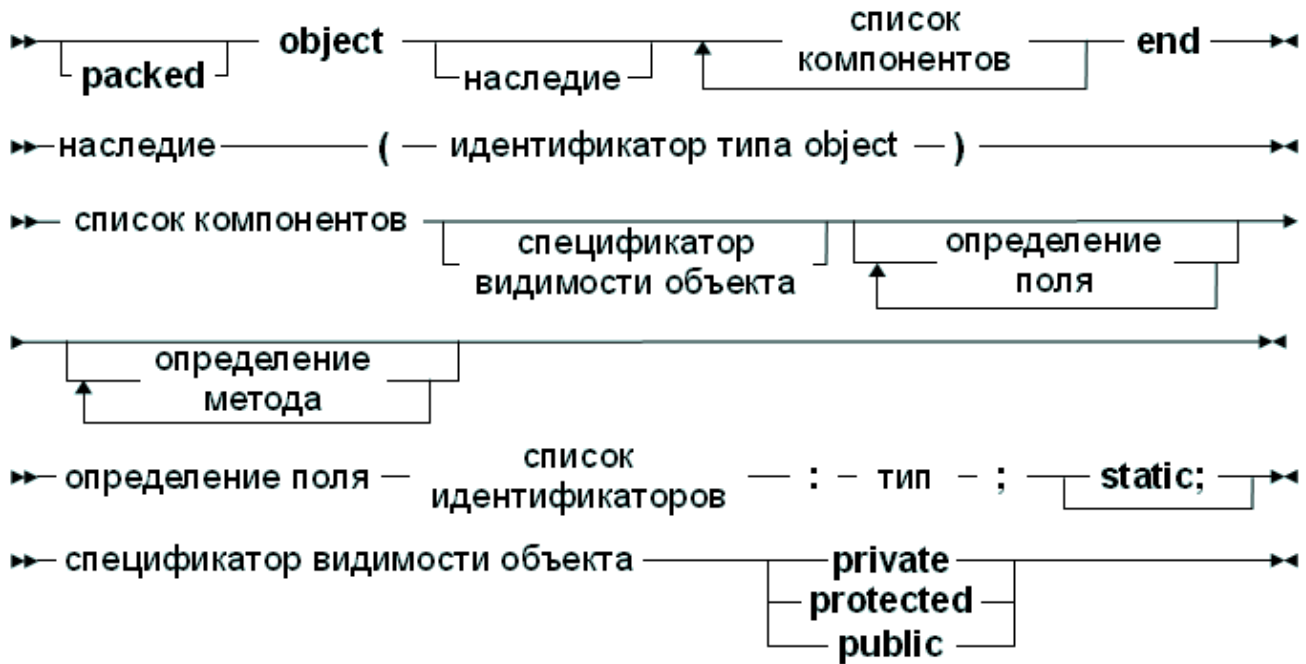 object список компонентов end
packed наследие
наследие ( идентификатор типа object )
список компонентов
спецификатор видимости объекта определение поля
определение
метода
определение поля список идентификаторов : тип ; static;
спецификатор видимости объекта private
protected
public